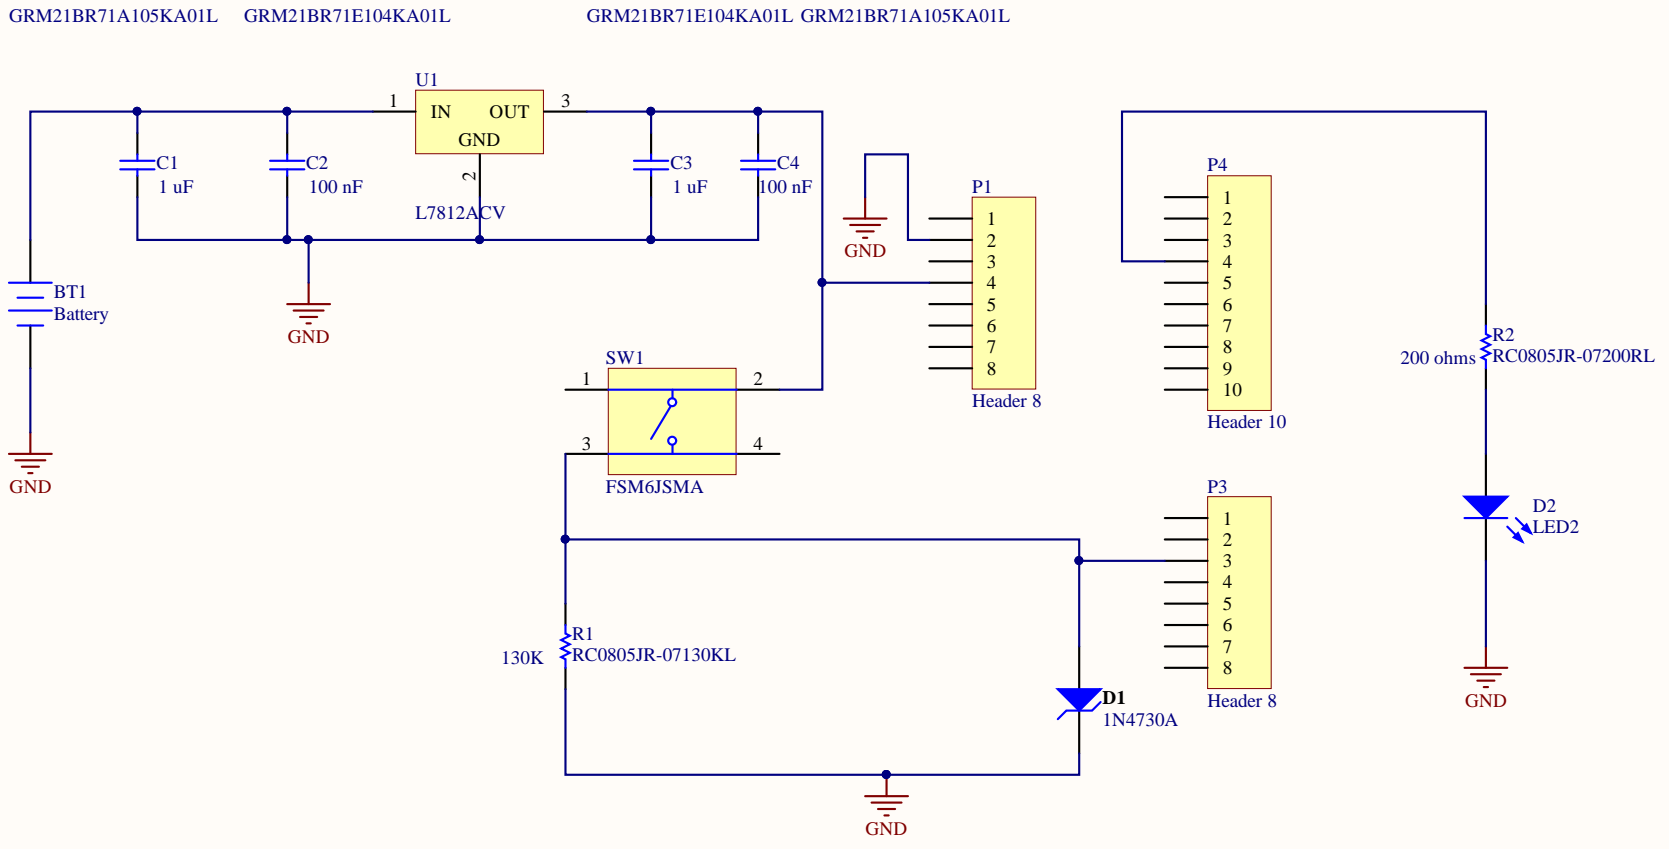 GRM21BR71A105KA01L GRM21BR71E104KA01L GRM21BR71E104KA01L GRM21BR71A105KA01L
U1
1 IN OUT 3
GND
2
L7812ACV
C1
1 uF
C2
100 nF
C3
1 uF
C4
100 nF
GND
BT1
Battery
GND
GND
P1
1
2
3
4
5
6
7
8
Header 8
P4
1
2
3
4
5
6
7
8
9
10
Header 10
R2
200 ohms RC0805JR-07200RL
SW1
1 2
3 4
FSM6JSMA
P3
1
2
3
4
5
6
7
8
Header 8
D2
LED2
GND
R1
130K RC0805JR-07130KL
D1
1N4730A
GND